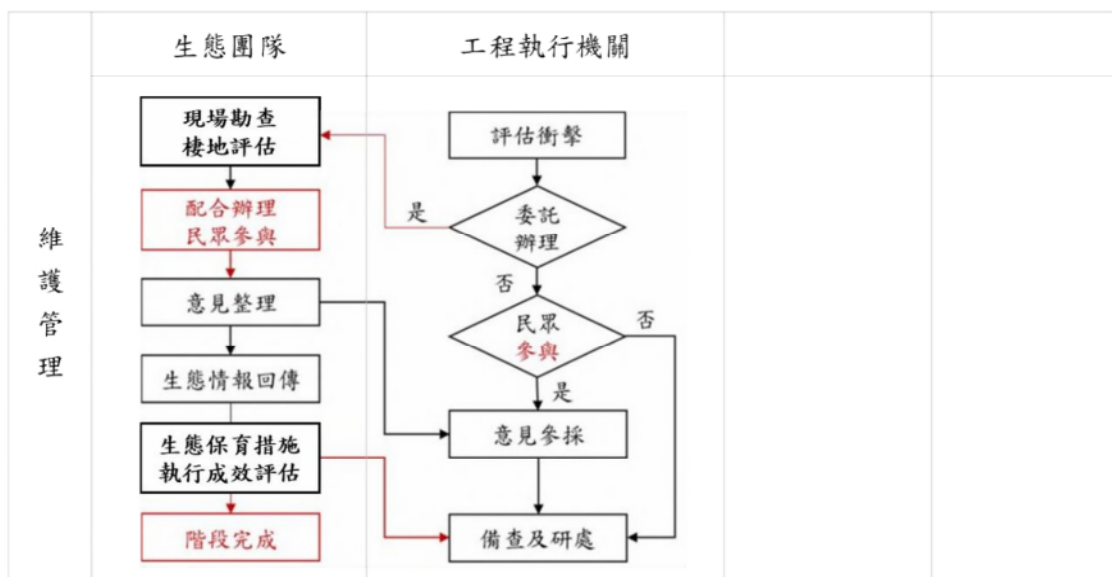 生態團隊
工程執行機關
維
護
管
理
現場勘查
棲地評估
配合辦理
民眾參與
意見整理
生態情報回傳
生態保育措施
執行成效評估
階段完成
評估衝擊
是
委託
辦理
否
民眾
參與
否
是
意見參採
備查及研處